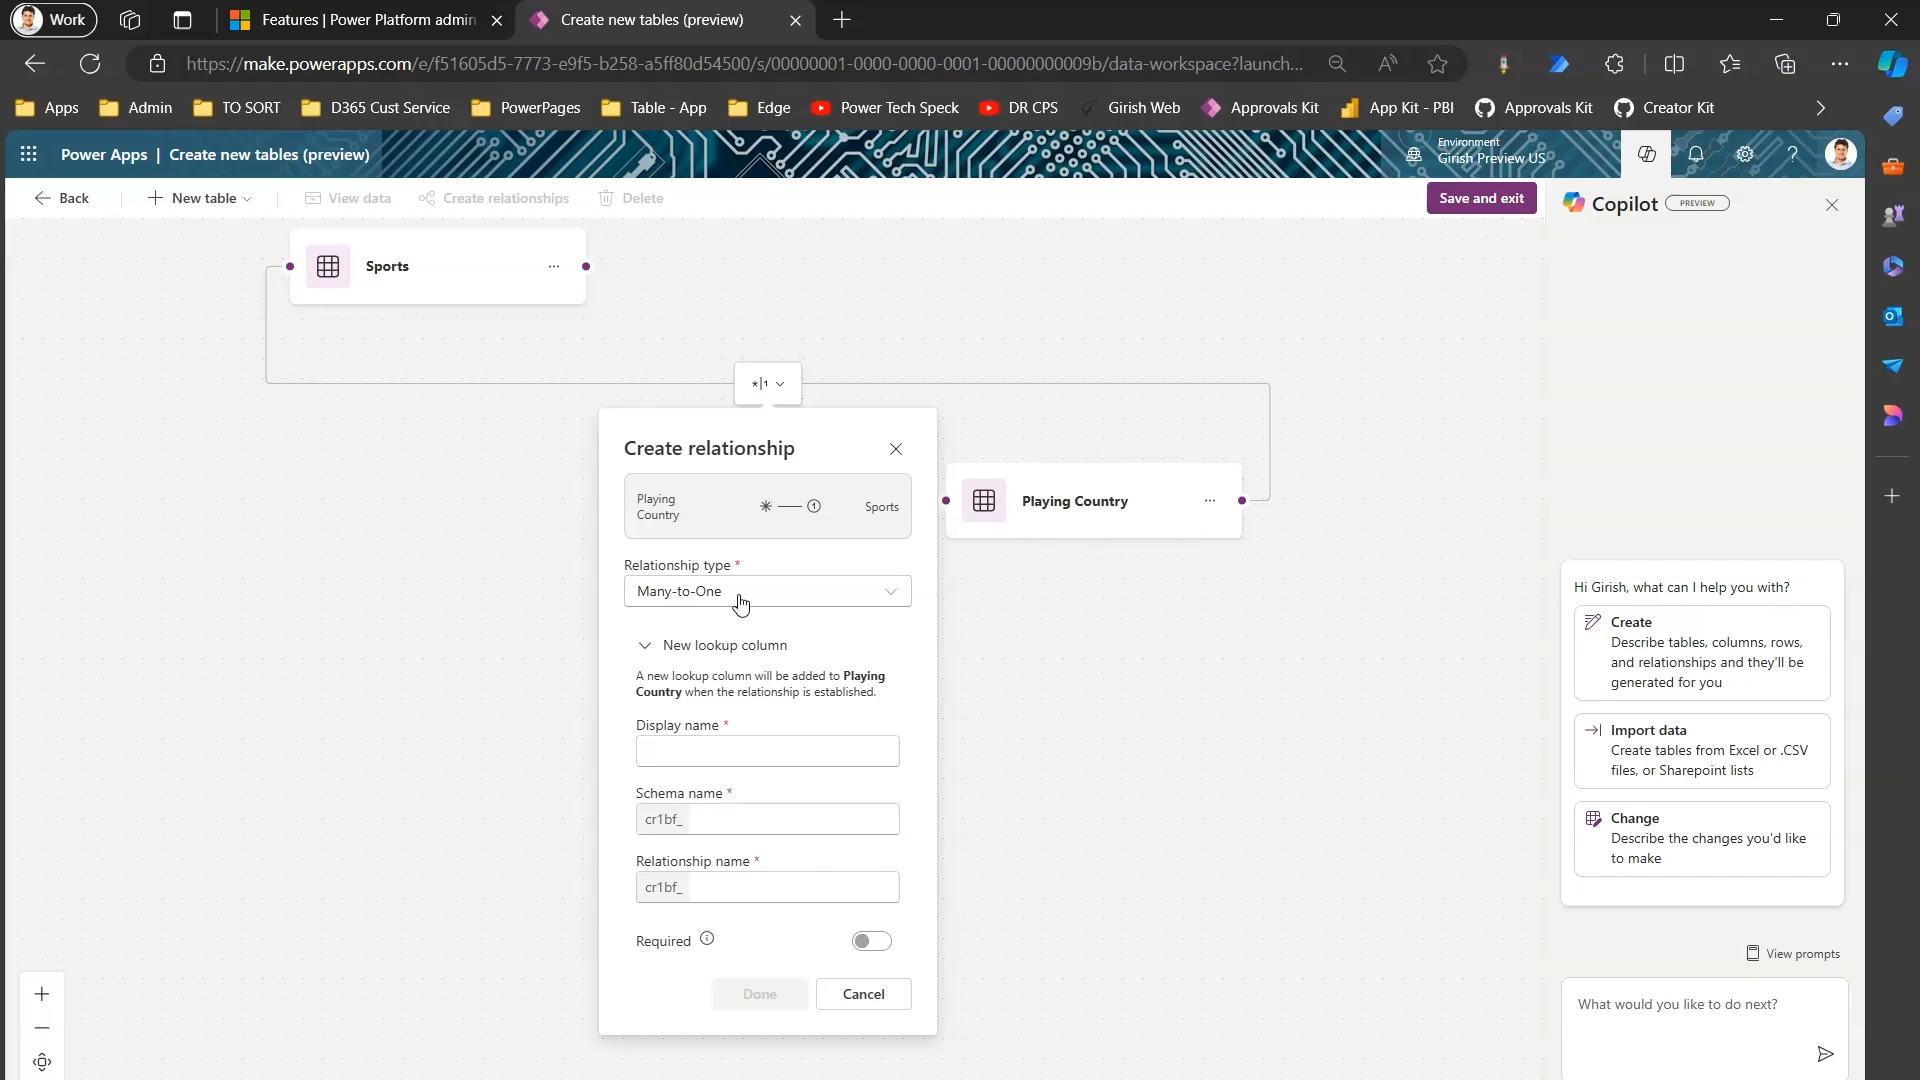 Work
Features | Power Platform admin
Create new tables (preview)
https://make.powerapps.com/e/f51605d5-7773-e9f5-b258-a5ff80d54500/s/00000001-0000-0000-0001-00000000009b/data-workspace?launch...
Apps
Admin
TO SORT
D365 Cust Service
PowerPages
Table - App
Edge
Power Tech Speck
DR CPS
Girish Web
Approvals Kit
App Kit - PBI
Approvals Kit
Creator Kit
Power Apps | Create new tables (preview)
Environment
Girish Preview US
Back
New table
View data
Create relationships
Delete
Save and exit
Copilot
PREVIEW
Sports
*|1
Create relationship
Playing
Country
1
Sports
Playing Country
Relationship type *
Many-to-One
New lookup column
A new lookup column will be added to Playing
Country when the relationship is established.
Display name *
Schema name *
cr1bf_
Relationship name *
cr1bf_
Required
Done
Cancel
Hi Girish, what can I help you with?
Create
Describe tables, columns, rows,
and relationships and they'll be
generated for you
Import data
Create tables from Excel or .CSV
files, or Sharepoint lists
Change
Describe the changes you'd like
to make
View prompts
What would you like to do next?